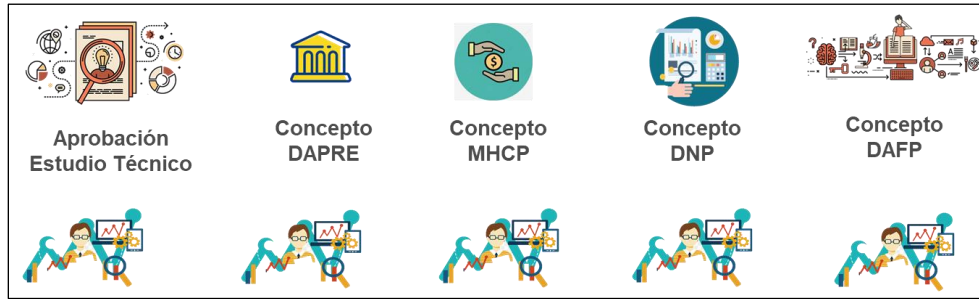 Aprobación
Estudio Técnico
Concepto
DAPRE
Concepto
MHCP
Concepto
DNP
Concepto
DAFP